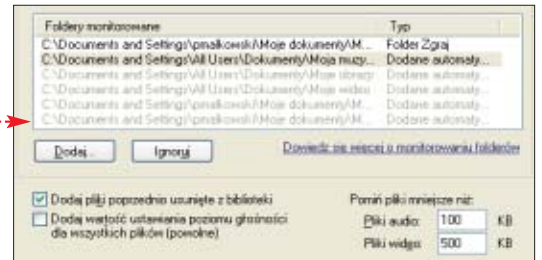 Foldery monitorowane Typ
C:\Documents and Settings\pmalkowski\Moje dokumenty\M... Folder Zgraj
C:\Documents and Settings\All Users\Dokumenty\Moja muzy... Dodane automaty...
C:\Documents and Settings\All Users\Dokumenty\Moje obrazy Dodane automaty...
C:\Documents and Settings\All Users\Dokumenty\Moje wideo Dodane automaty...
C:\Documents and Settings\pmalkowski\Moje dokumenty\M... Dodane automaty...
C:\Documents and Settings\pmalkowski\Moje dokumenty\M... Dodane automaty...
Dodaj... Ignoruj Dowiedz się więcej o monitorowaniu folderów
Dodaj pliki poprzednio usunięte z biblioteki
Dodaj wartość ustawiania poziomu głośności
dla wszystkich plików (powolne)
Pomiń pliki mniejsze niż:
Pliki audio: 100 KB
Pliki wideo: 500 KB